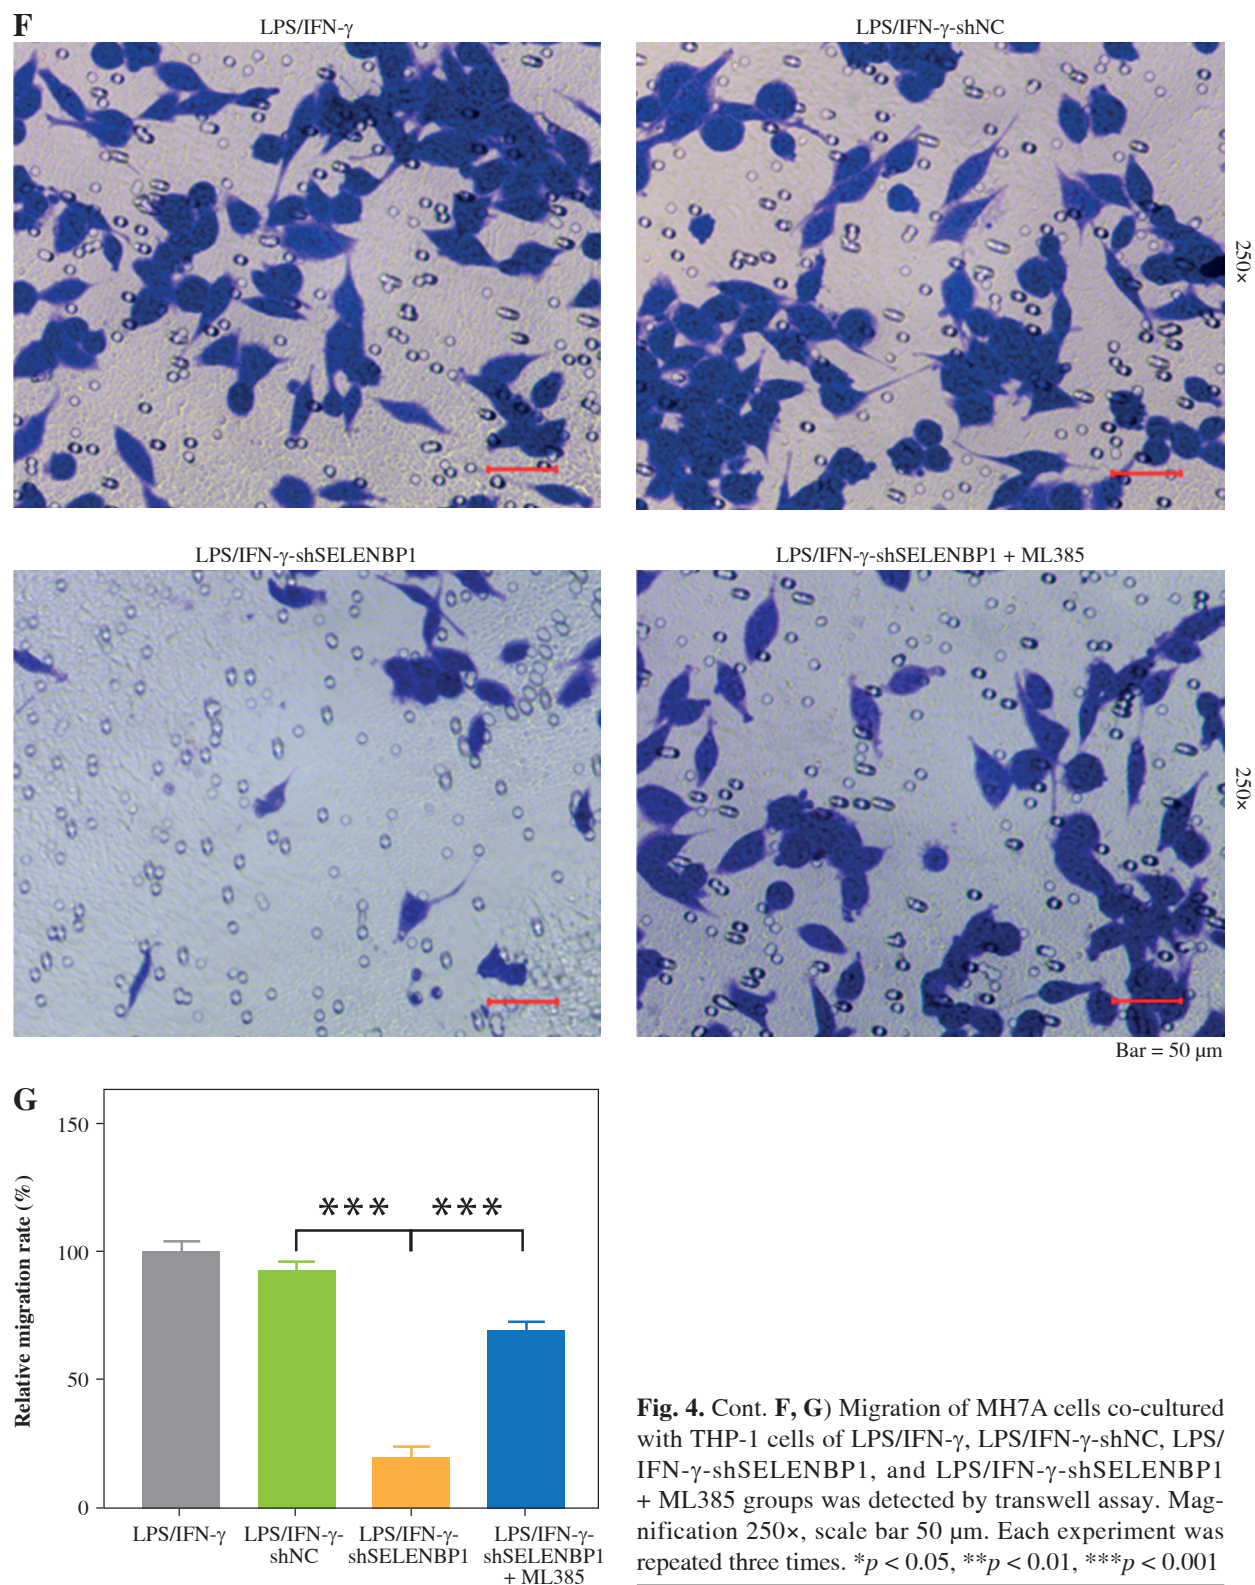 F
LPS/IFN-γ
LPS/IFN-γ-shNC
250×
LPS/IFN-γ-shSELENBP1
LPS/IFN-γ-shSELENBP1 + ML385
250×
Bar = 50 µm
G
Relative migration rate (%)
150
100
50
0
***
***
LPS/IFN-γ
LPS/IFN-γ-
shNC
LPS/IFN-γ-
shSELENBP1
LPS/IFN-γ-
shSELENBP1
+ ML385
Fig. 4. Cont. F, G) Migration of MH7A cells co-cultured
with THP-1 cells of LPS/IFN-γ, LPS/IFN-γ-shNC, LPS/
IFN-γ-shSELENBP1, and LPS/IFN-γ-shSELENBP1
+ ML385 groups was detected by transwell assay. Mag-
nification 250×, scale bar 50 µm. Each experiment was
repeated three times. *p < 0.05, **p < 0.01, ***p < 0.001